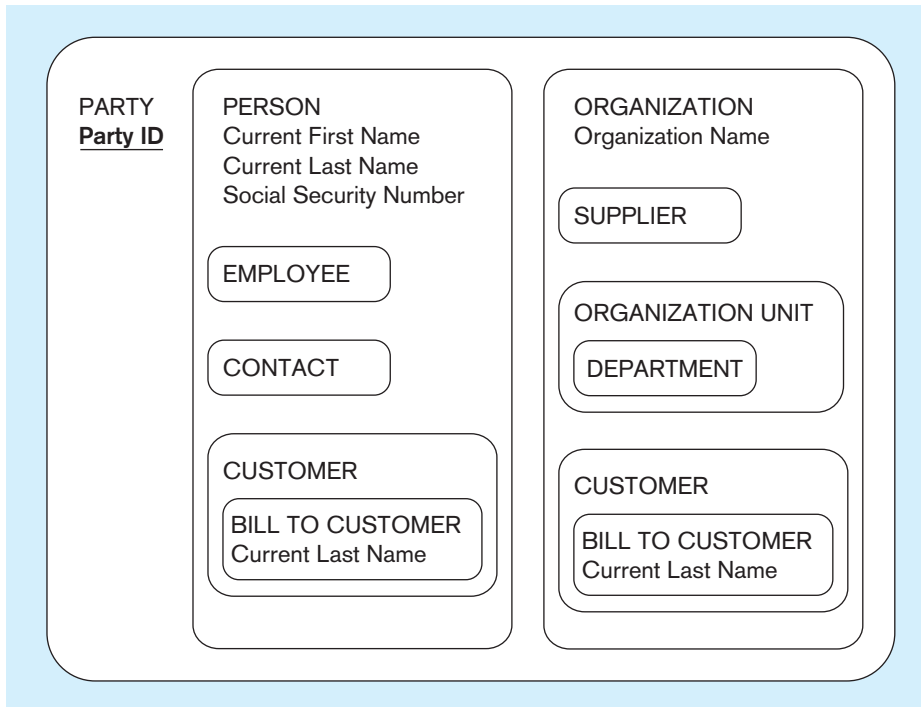 PARTY
Party ID
PERSON
Current First Name
Current Last Name
Social Security Number
EMPLOYEE
CONTACT
CUSTOMER
BILL TO CUSTOMER
Current Last Name
ORGANIZATION
Organization Name
SUPPLIER
ORGANIZATION UNIT
DEPARTMENT
CUSTOMER
BILL TO CUSTOMER
Current Last Name